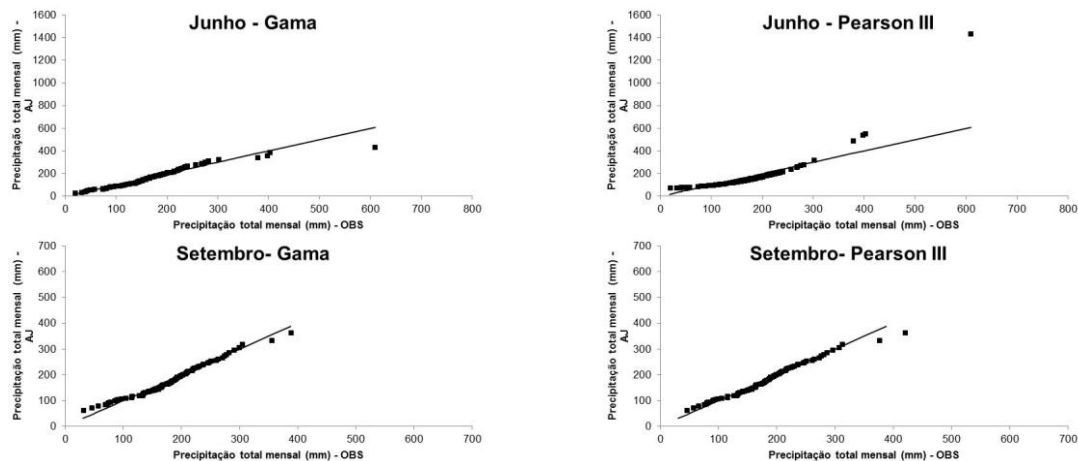 Junho - Gama
Precipitação total mensal (mm) -
AJ
1600
1400
1200
1000
800
600
400
200
0
0 100 200 300 400 500 600 700 800
Precipitação total mensal (mm) - OBS
Junho - Pearson III
Precipitação total mensal (mm) -
AJ
1600
1400
1200
1000
800
600
400
200
0
0 100 200 300 400 500 600 700 800
Precipitação total mensal (mm) - OBS
Setembro- Gama
Precipitação total mensal (mm) -
AJ
700
600
500
400
300
200
100
0
0 100 200 300 400 500 600 700
Precipitação total mensal (mm) - OBS
Setembro- Pearson III
Precipitação total mensal (mm) -
AJ
700
600
500
400
300
200
100
0
0 100 200 300 400 500 600 700
Precipitação total mensal (mm) - OBS